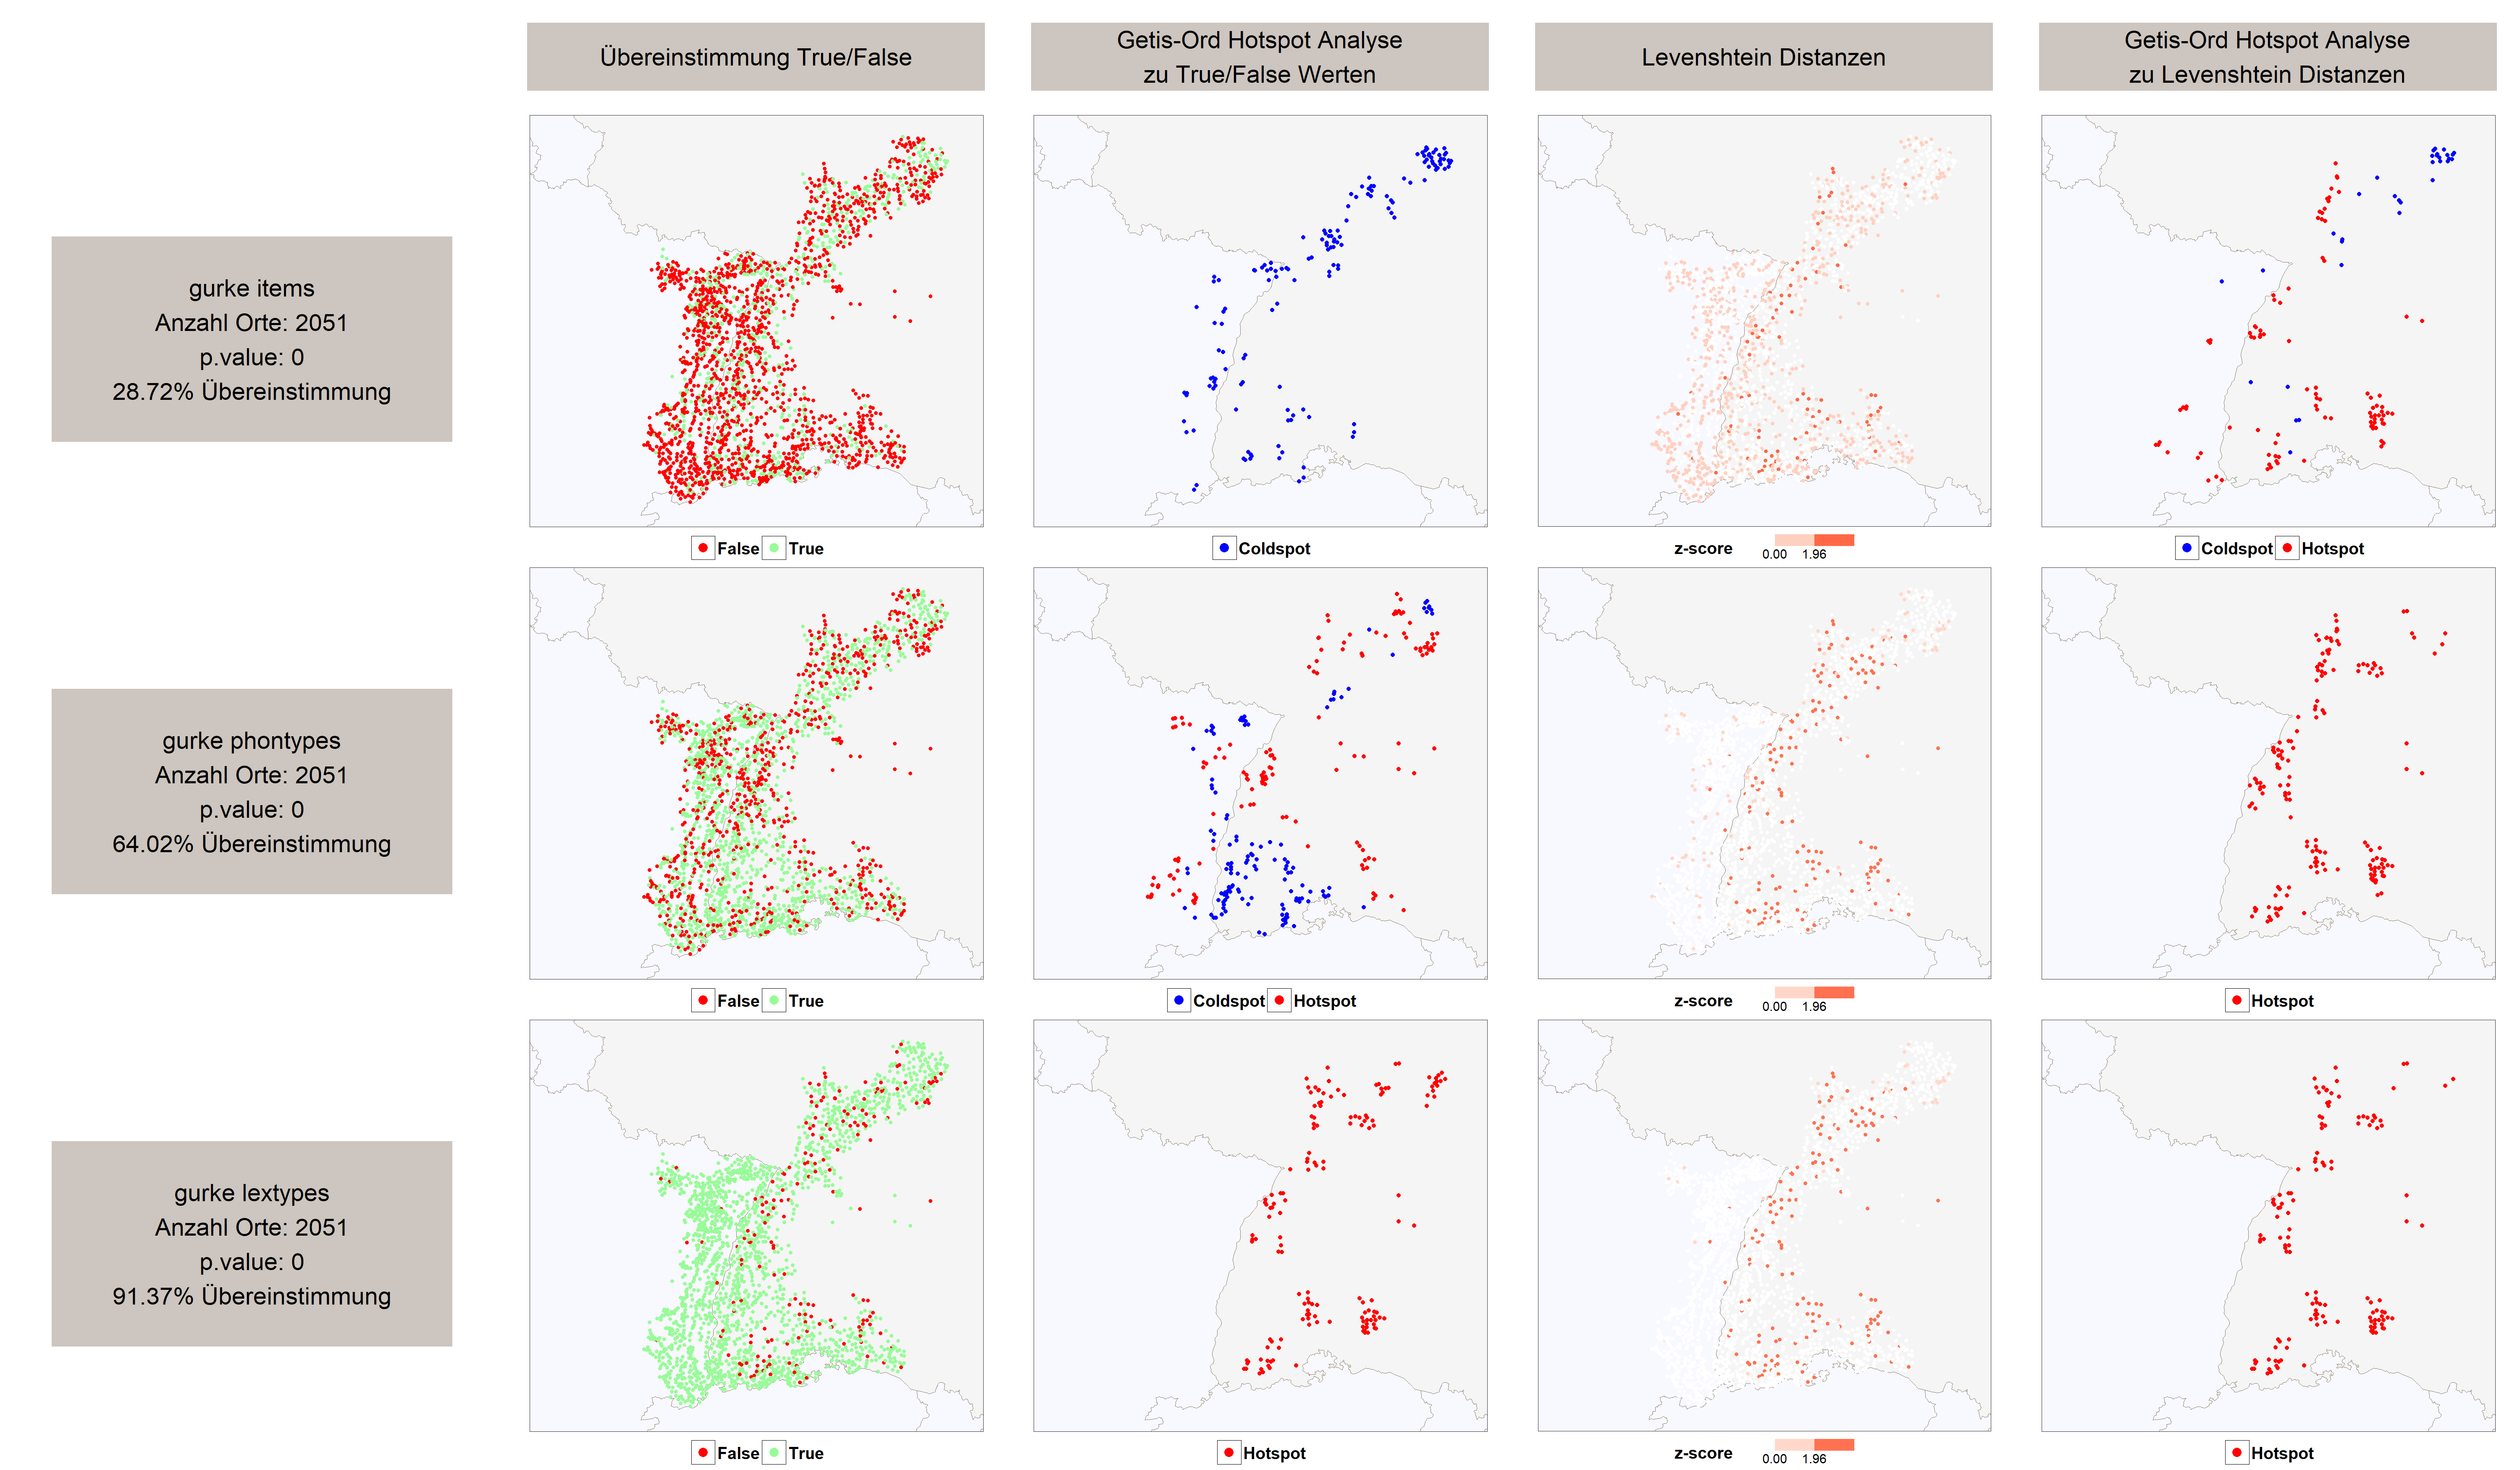 Übereinstimmung True/False
Getis-Ord Hotspot Analyse
zu True/False Werten
Levenshtein Distanzen
Getis-Ord Hotspot Analyse
zu Levenshtein Distanzen
gurke items
Anzahl Orte: 2051
p.value: 0
28.72% Übereinstimmung
False True
Coldspot
z-score
0.00 1.96
Coldspot Hotspot
gurke phontypes
Anzahl Orte: 2051
p.value: 0
64.02% Übereinstimmung
False True
Coldspot Hotspot
z-score
0.00 1.96
Hotspot
gurke lextypes
Anzahl Orte: 2051
p.value: 0
91.37% Übereinstimmung
False True
Hotspot
z-score
0.00 1.96
Hotspot